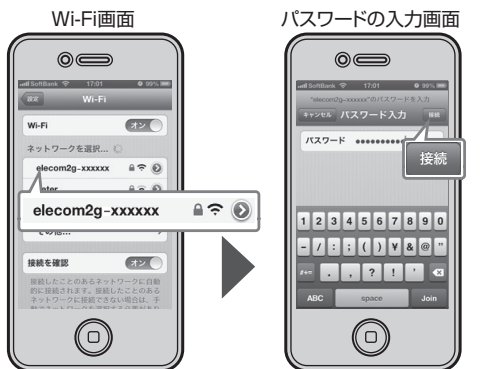 Wi-Fi画面
SoftBank 17:01 99%
設定
Wi-Fi
Wi-Fi
オン
ネットワークを選択...
elecom2g-xxxxxx
elecom2g-xxxxxx
その他...
接続を確認
オン
接続したことのあるネットワークに自動
的に接続されます。接続したことのある
ネットワークに接続できない場合は、手
パスワードの入力画面
SoftBank 17:01 99%
"elecom2g-xxxxxx"のパスワードを入力
キャンセル
パスワード入力
接続
パスワード ●●●●●●●●●●
接続
1 2 3 4 5 6 7 8 9 0
- / : ; ( ) ¥ & @ "
#+= . , ? ! '
ABC
space
Join